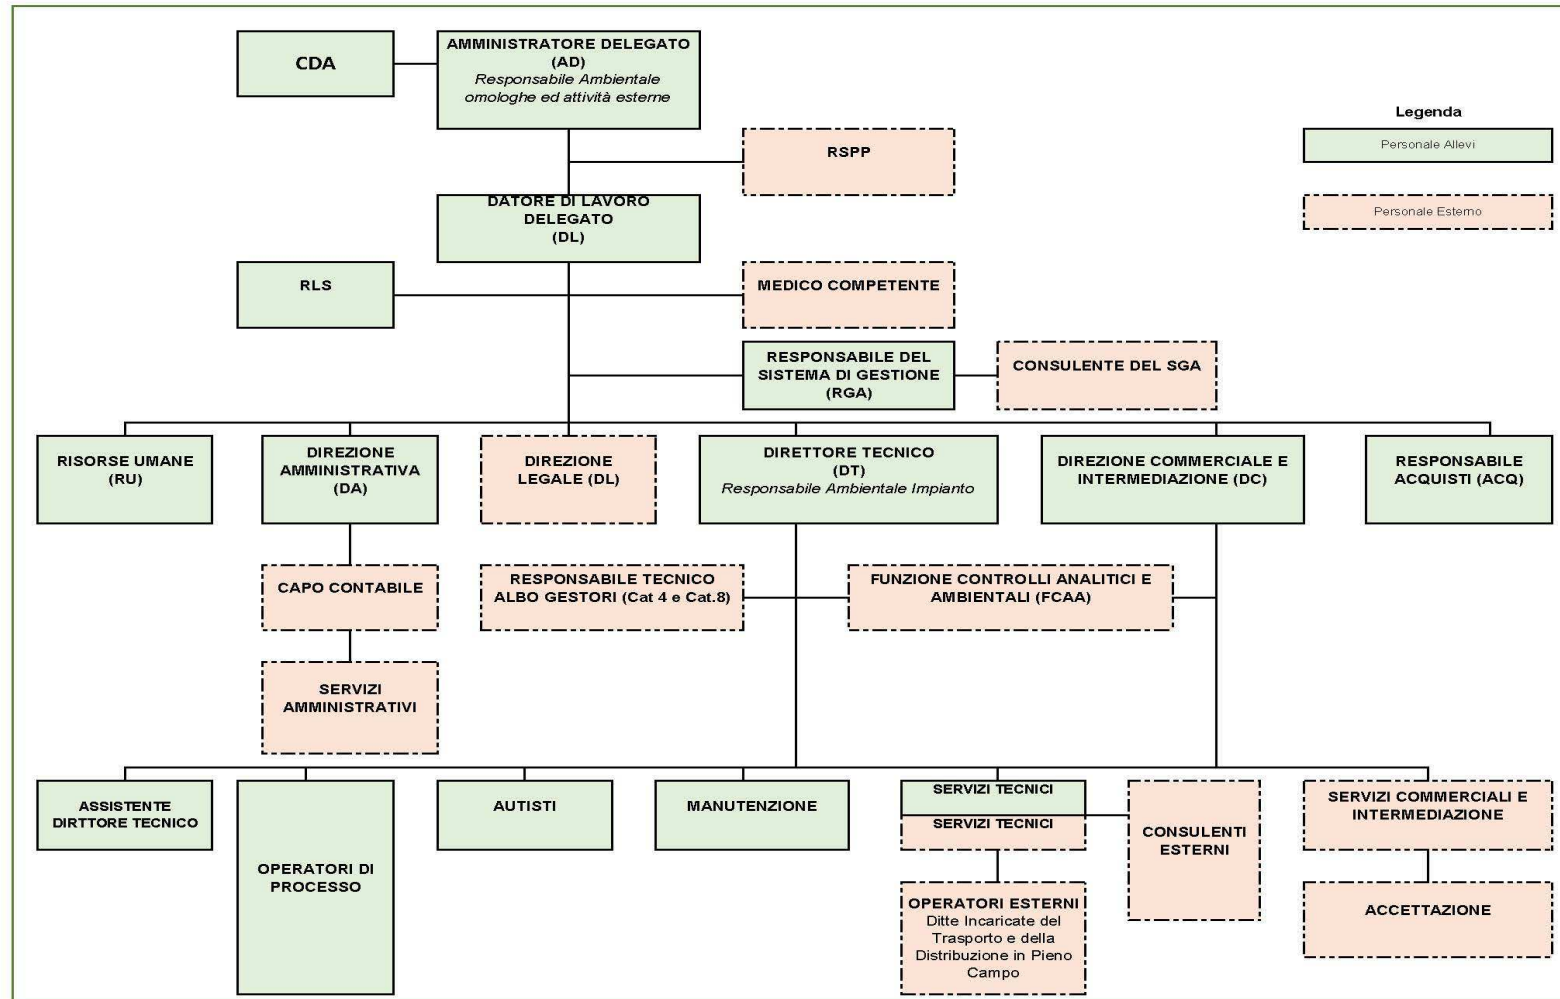 CDA
AMMINISTRATORE DELEGATO
(AD)
Responsabile Ambientale
omologhe ed attività esterne
Legenda
Personale Allevi
RSPP
Personale Esterno
DATORE DI LAVORO
DELEGATO
(DL)
RLS
MEDICO COMPETENTE
RESPONSABILE DEL
SISTEMA DI GESTIONE
(RGA)
CONSULENTE DEL SGA
RISORSE UMANE
(RU)
DIREZIONE
AMMINISTRATIVA
(DA)
DIREZIONE
LEGALE (DL)
DIRETTORE TECNICO
(DT)
Responsabile Ambientale Impianto
DIREZIONE COMMERCIALE E
INTERMEDIAZIONE (DC)
RESPONSABILE
ACQUISTI (ACQ)
CAPO CONTABILE
RESPONSABILE TECNICO
ALBO GESTORI (Cat 4 e Cat.8)
FUNZIONE CONTROLLI ANALITICI E
AMBIENTALI (FCAA)
SERVIZI
AMMINISTRATIVI
ASSISTENTE
DIRTTORE TECNICO
OPERATORI DI
PROCESSO
AUTISTI
MANUTENZIONE
SERVIZI TECNICI
SERVIZI TECNICI
CONSULENTI
ESTERNI
SERVIZI COMMERCIALI E
INTERMEDIAZIONE
OPERATORI ESTERNI
Ditte Incaricate del
Trasporto e della
Distribuzione in Pieno
Campo
ACCETTAZIONE